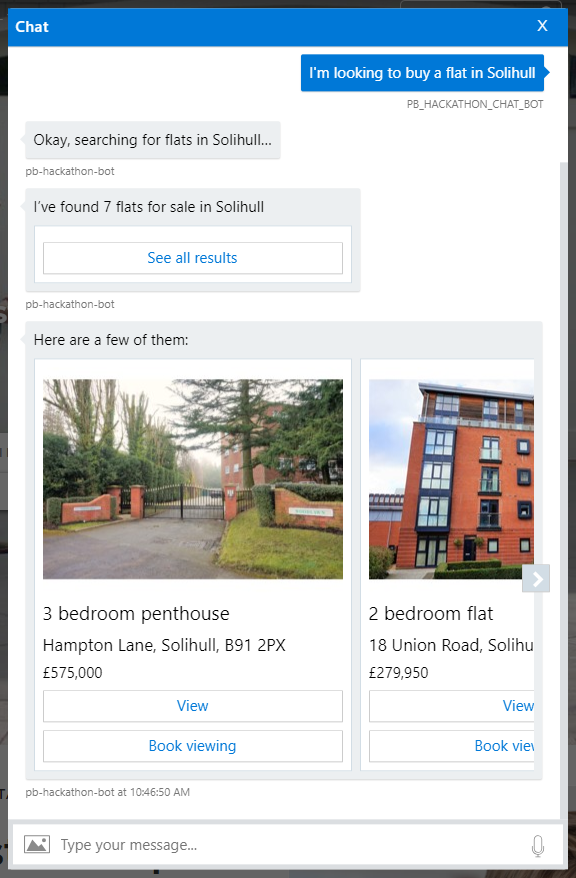 Chat
X
I'm looking to buy a flat in Solihull
PB_HACKATHON_CHAT_BOT
Okay, searching for flats in Solihull...
pb-hackathon-bot
I've found 7 flats for sale in Solihull
See all results
pb-hackathon-bot
Here are a few of them:
3 bedroom penthouse
Hampton Lane, Solihull, B91 2PX
£575,000
View
Book viewing
2 bedroom flat
18 Union Road, Solihu
£279,950
View
Book view
pb-hackathon-bot at 10:46:50 AM
Type your message...